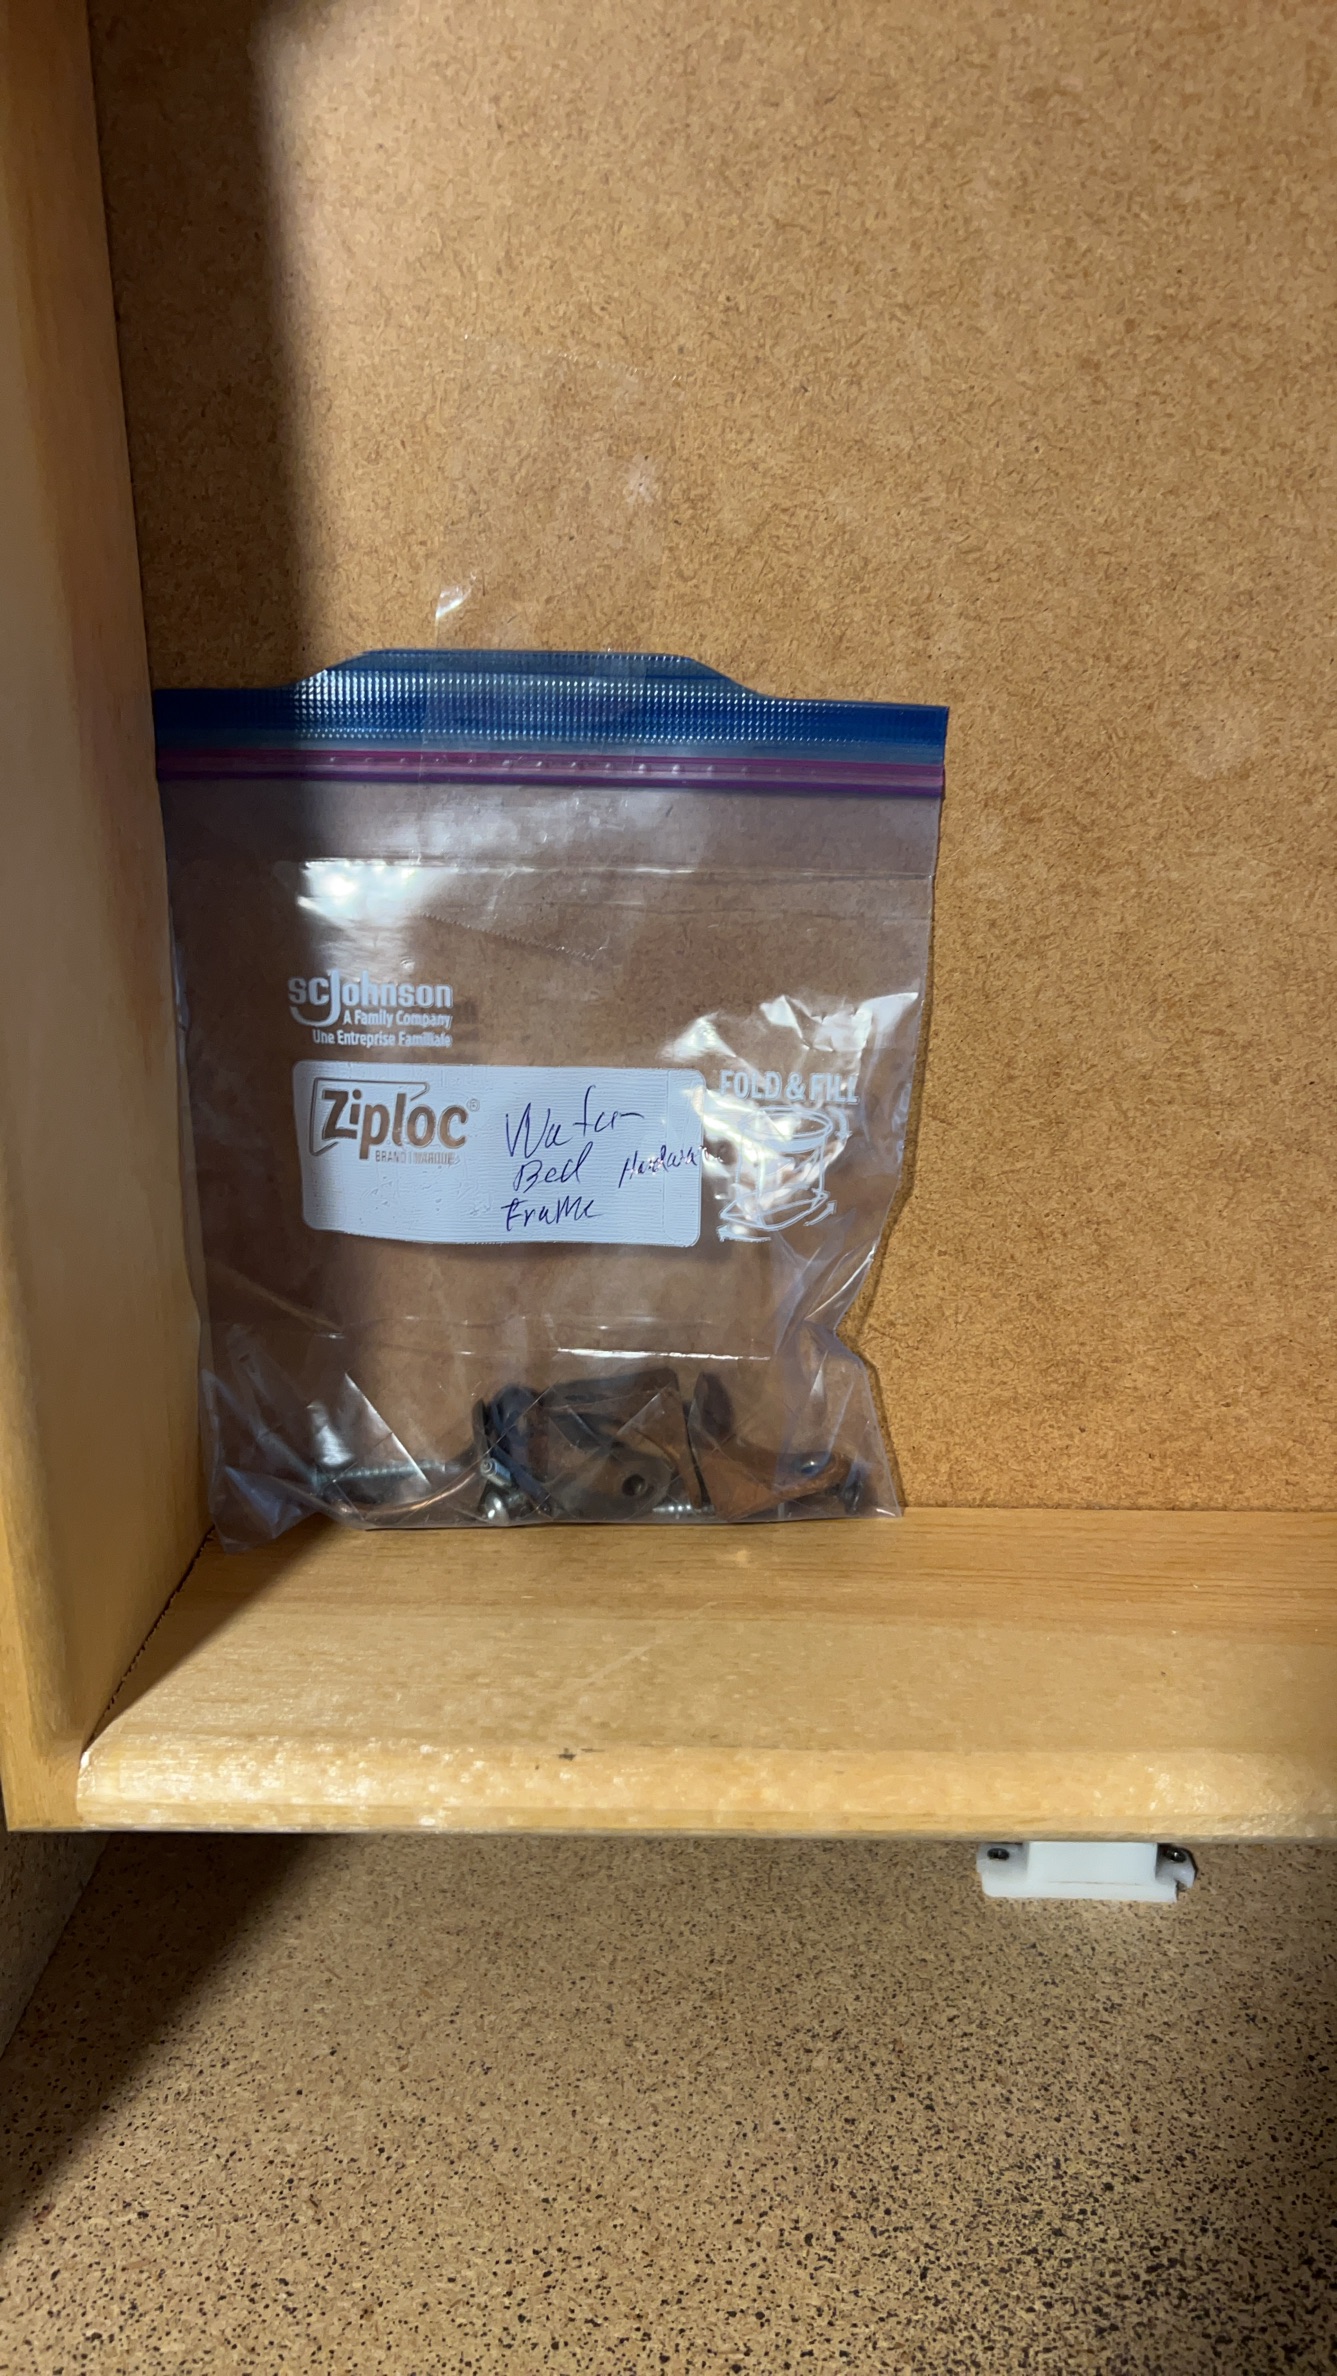 scjohnson
A Family Company
Une Entreprise Familiale
Ziploc®
BRAND | MARQUE
FOLD & FILL
Water
Bed Hardware
Frame